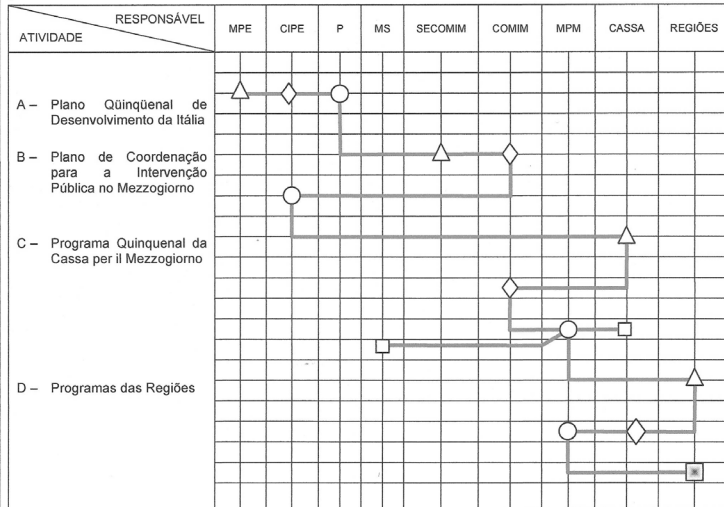 RESPONSÁVEL
ATIVIDADE
MPE CIPE P MS SECOMIM COMIM MPM CASSA REGIÕES
A – Plano Qüinqüenal de
Desenvolvimento da Itália
B – Plano de Coordenação
para a Intervenção
Pública no Mezzogiorno
C – Programa Quinquenal da
Cassa per il Mezzogiorno
D – Programas das Regiões